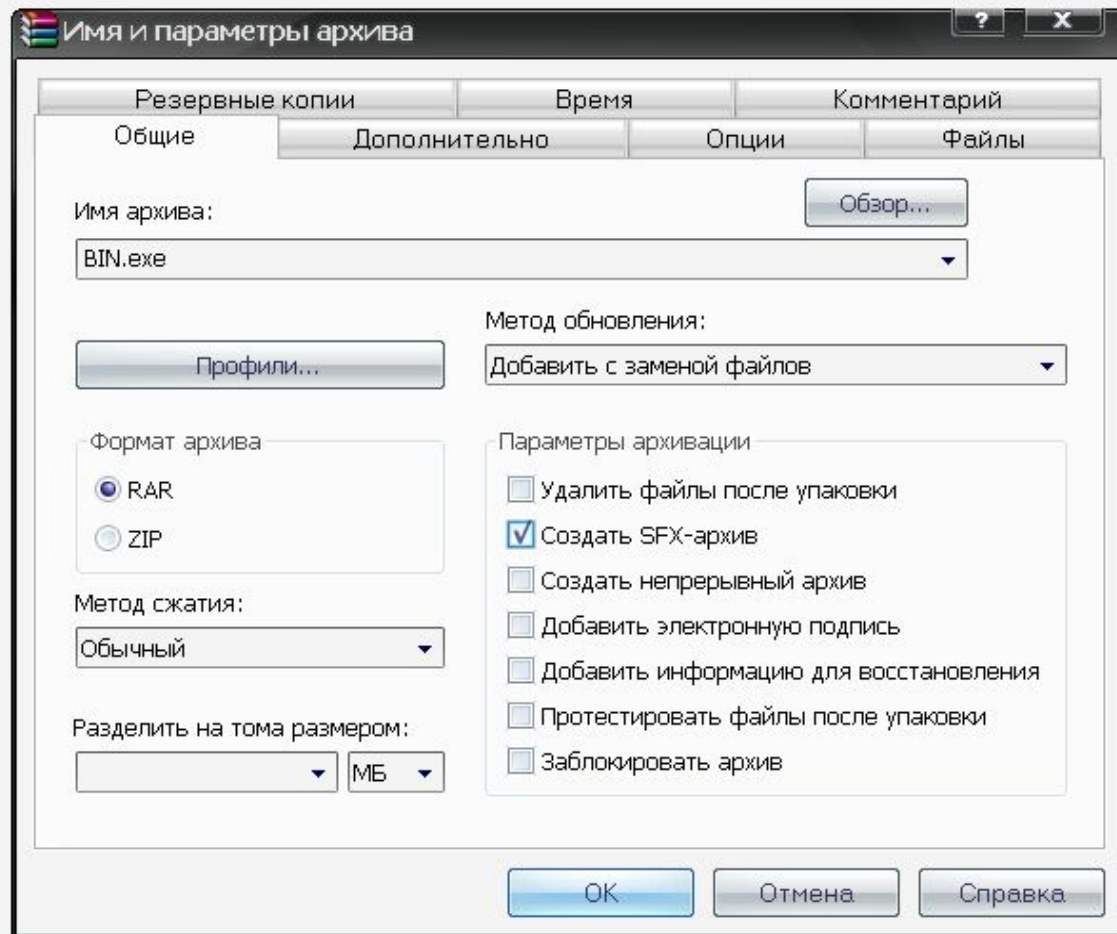 Имя и параметры архива
? X
Резервные копии Время Комментарий
Общие Дополнительно Опции Файлы
Имя архива:
Обзор...
BIN.exe
Метод обновления:
Профили...
Добавить с заменой файлов
Формат архива
RAR
ZIP
Параметры архивации
Удалить файлы после упаковки
Создать SFX-архив
Создать непрерывный архив
Добавить электронную подпись
Добавить информацию для восстановления
Протестировать файлы после упаковки
Заблокировать архив
Метод сжатия:
Обычный
Разделить на тома размером:
МБ
ОК Отмена Справка